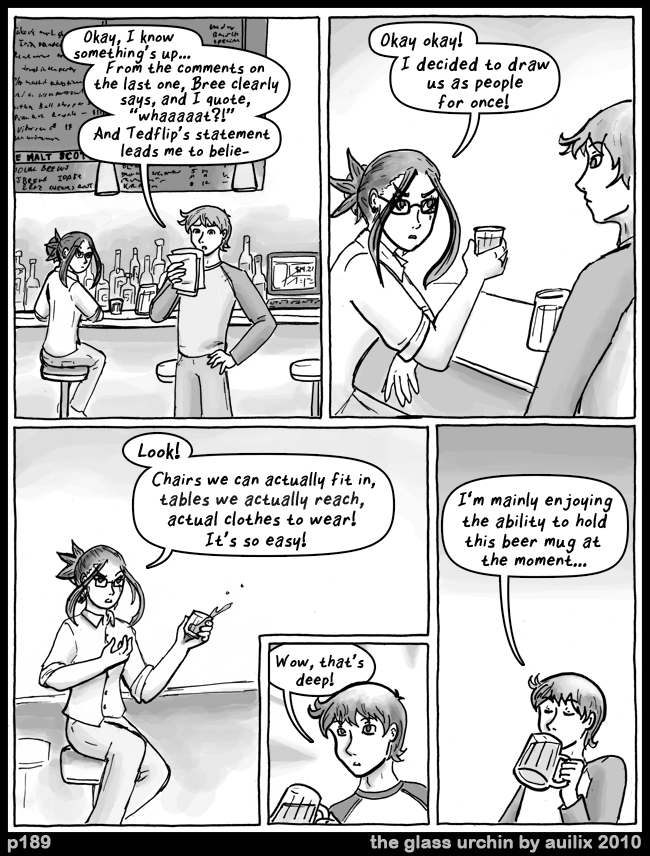 Okay, I know
something's up...
From the comments on
the last one, Bree clearly
says, and I quote,
"whaaaaat?!"
And Tedflip's statement
leads me to belie-
E MALT SCOT
Okay okay!
I decided to draw
us as people
for once!
Look!
Chairs we can actually fit in,
tables we actually reach,
actual clothes to wear!
It's so easy!
Wow, that's
deep!
I'm mainly enjoying
the ability to hold
this beer mug at
the moment...
p189
the glass urchin by auilix 2010